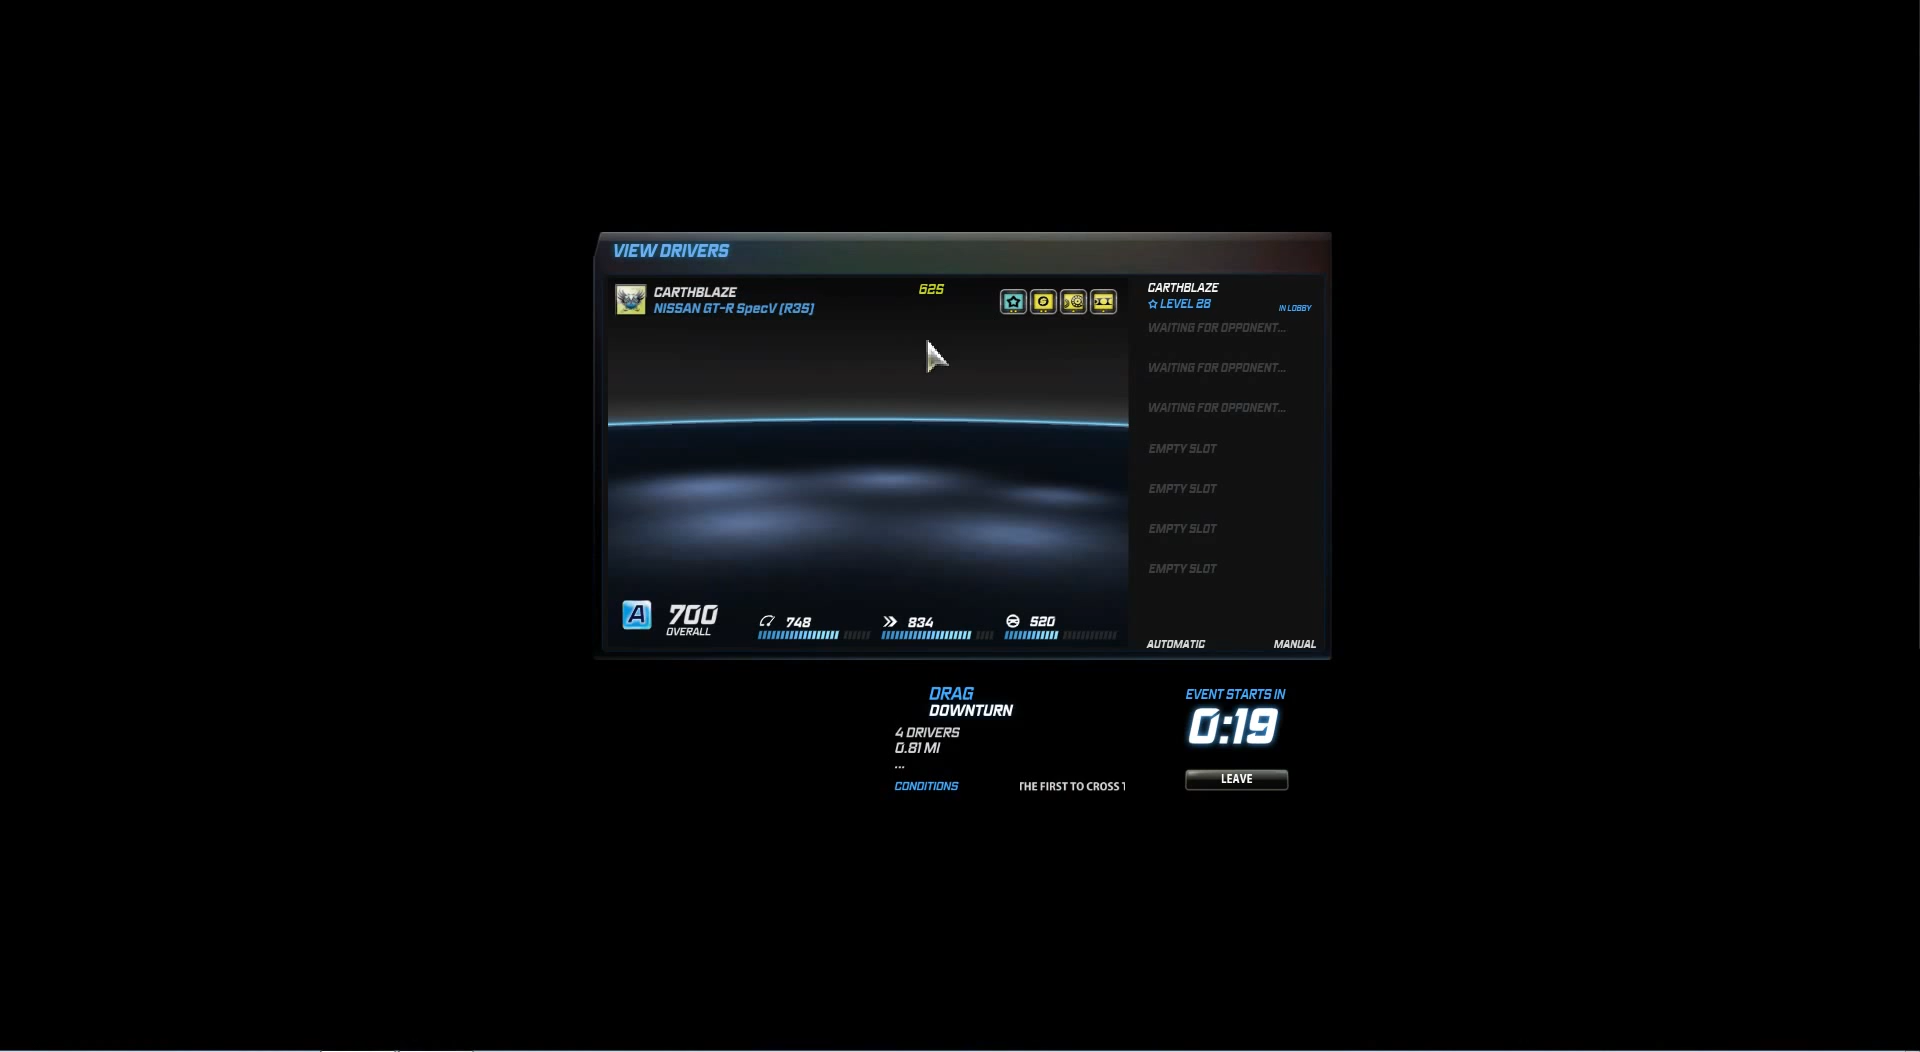 VIEW DRIVERS
CARTHBLAZE
NISSAN GT-R SpecV (R35)
625
CARTHBLAZE
LEVEL 28
IN LOBBY
WAITING FOR OPPONENT...
WAITING FOR OPPONENT...
WAITING FOR OPPONENT...
EMPTY SLOT
EMPTY SLOT
EMPTY SLOT
EMPTY SLOT
A
700
OVERALL
748
834
520
AUTOMATIC
MANUAL
DRAG
DOWNTURN
4 DRIVERS
0.81 MI
...
CONDITIONS
THE FIRST TO CROSS T
EVENT STARTS IN
0:19
LEAVE